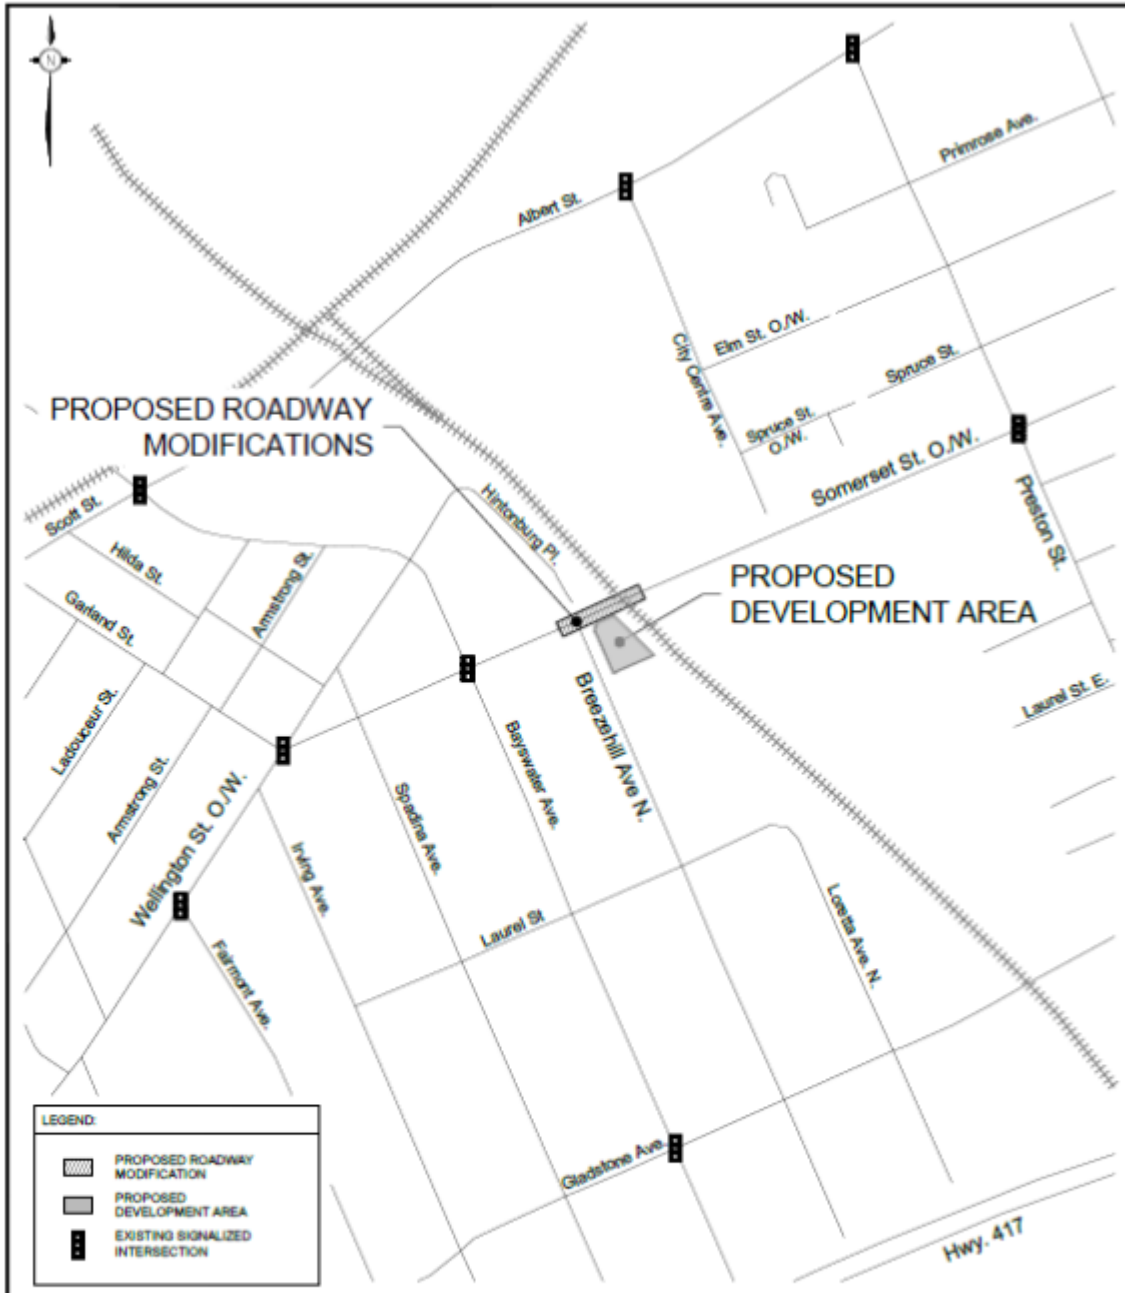 N
Albert St.
Primrose Ave.
City Centre Ave.
Elm St. O./W.
Spruce St.
Spruce St.
O./W.
Somerset St. O./W.
Preston St.
PROPOSED ROADWAY
MODIFICATIONS
Hintonburg Pl.
PROPOSED
DEVELOPMENT AREA
Scott St.
Hilda St.
Garland St.
Armstrong St.
Ladouceur St.
Armstrong St.
Wellington St. O./W.
Breezehill Ave N.
Bayswater Ave.
Spadina Ave.
Irving Ave.
Fairmont Ave.
Laurel St
Laurel St. E.
Loretta Ave. N.
Gladstone Ave.
Hwy. 417
LEGEND:
PROPOSED ROADWAY
MODIFICATION
PROPOSED
DEVELOPMENT AREA
EXISTING SIGNALIZED
INTERSECTION